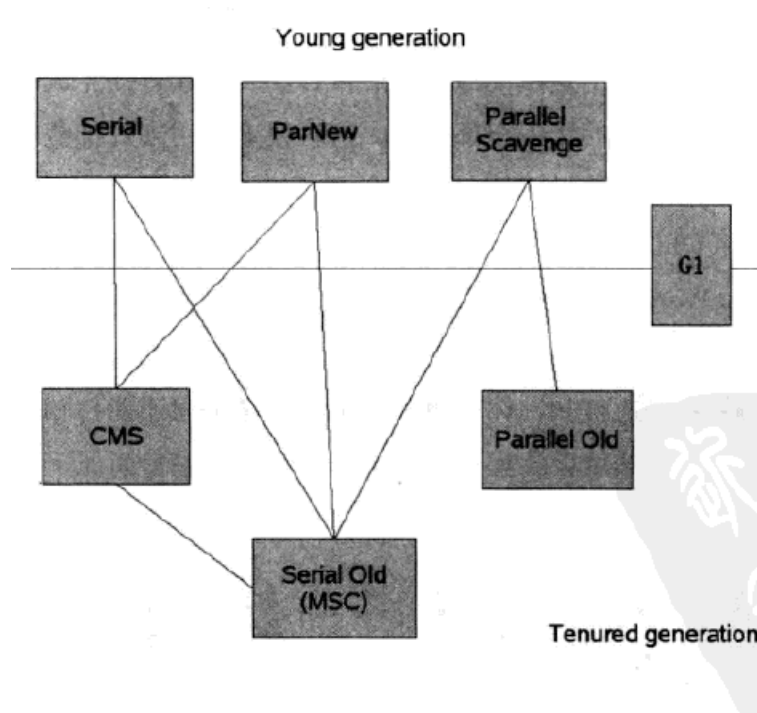 Young generation
Serial
ParNew
Parallel
Scavenge
G1
CMS
Parallel Old
Serial Old
(MSC)
Tenured generation